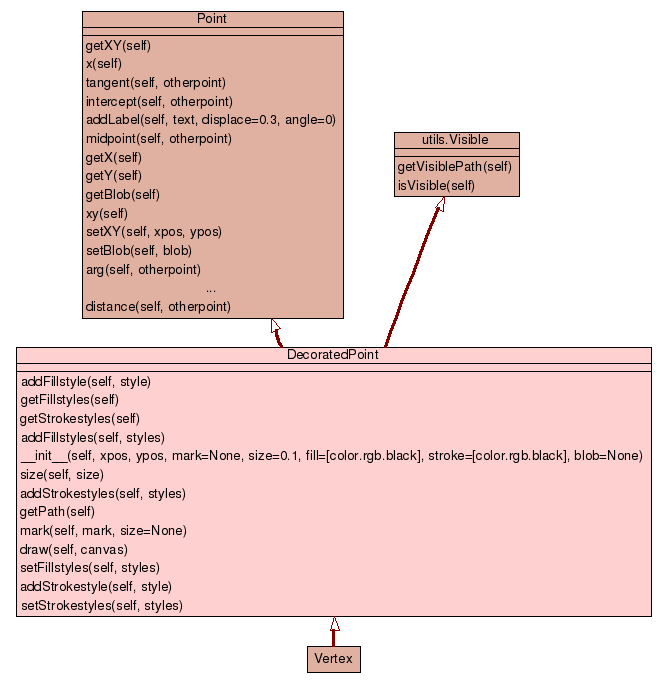 Point
getXY(self)
x(self)
tangent(self, otherpoint)
intercept(self, otherpoint)
addLabel(self, text, displace=0.3, angle=0)
midpoint(self, otherpoint)
getX(self)
getY(self)
getBlob(self)
xy(self)
setXY(self, xpos, ypos)
setBlob(self, blob)
arg(self, otherpoint)
...
distance(self, otherpoint)
utils.Visible
getVisiblePath(self)
isVisible(self)
DecoratedPoint
addFillstyle(self, style)
getFillstyles(self)
getStrokestyles(self)
addFillstyles(self, styles)
__init__(self, xpos, ypos, mark=None, size=0.1, fill=[color.rgb.black], stroke=[color.rgb.black], blob=None)
size(self, size)
addStrokestyles(self, styles)
getPath(self)
mark(self, mark, size=None)
draw(self, canvas)
setFillstyles(self, styles)
addStrokestyle(self, style)
setStrokestyles(self, styles)
Vertex